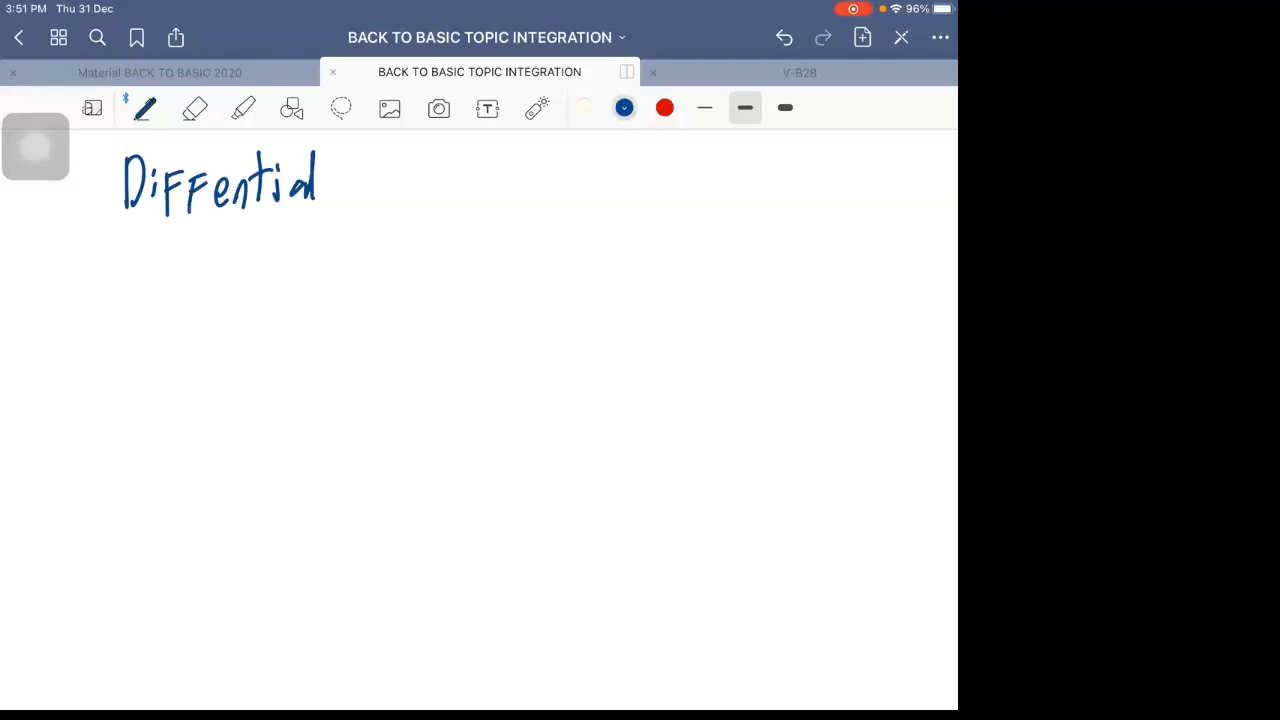 3:51 PM Thu 31 Dec
96%
BACK TO BASIC TOPIC INTEGRATION
Material BACK TO BASIC 2020
BACK TO BASIC TOPIC INTEGRATION
V-B2B
T
Diffential